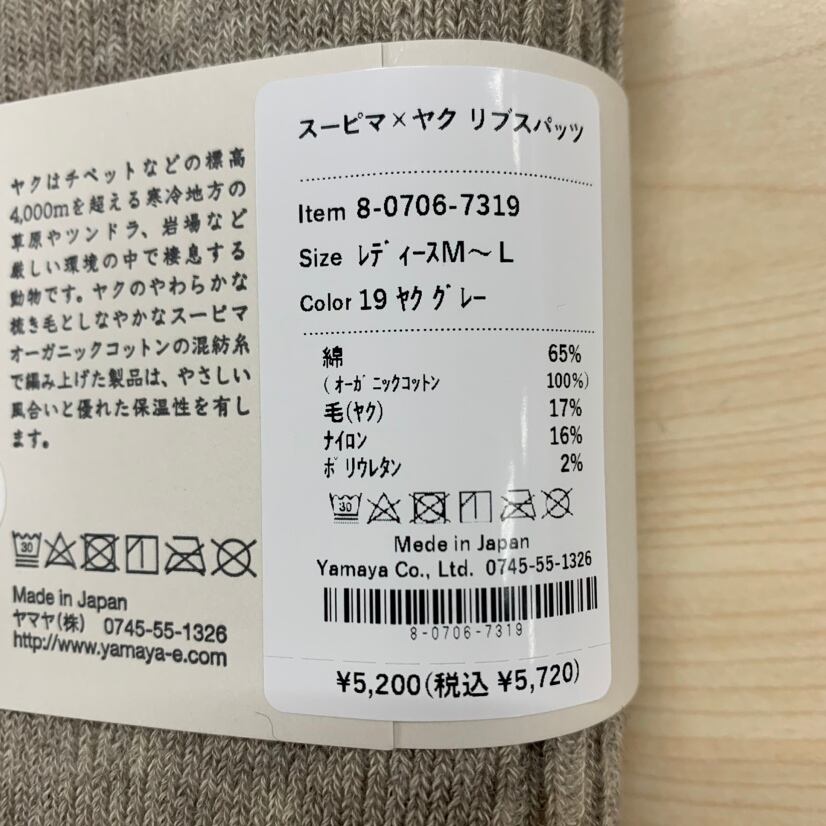 ヤクはチベットなどの標高
4,000mを超える寒冷地方の
草原やツンドラ、岩場など
厳しい環境の中で棲息する
動物です。ヤクのやわらかな
梳き毛としなやかなスーピマ
オーガニックコットンの混紡糸
で編み上げた製品は、やさしい
風合いと優れた保温性を有し
ます。
30
Made in Japan
ヤマヤ(株) 0745-55-1326
http://www.yamaya-e.com
スーピマ×ヤク リブスパッツ
Item 8-0706-7319
Size ﾚﾃﾞｨｰｽM～L
Color 19 ﾔｸ ｸﾞﾚｰ
綿 65%
(ｵｰｶﾞﾆｯｸｺｯﾄﾝ 100%)
毛(ﾔｸ) 17%
ﾅｲﾛﾝ 16%
ﾎﾟﾘｳﾚﾀﾝ 2%
30
Mede in Japan
Yamaya Co., Ltd. 0745-55-1326
8-0706-7319
¥5,200(税込 ¥5,720)